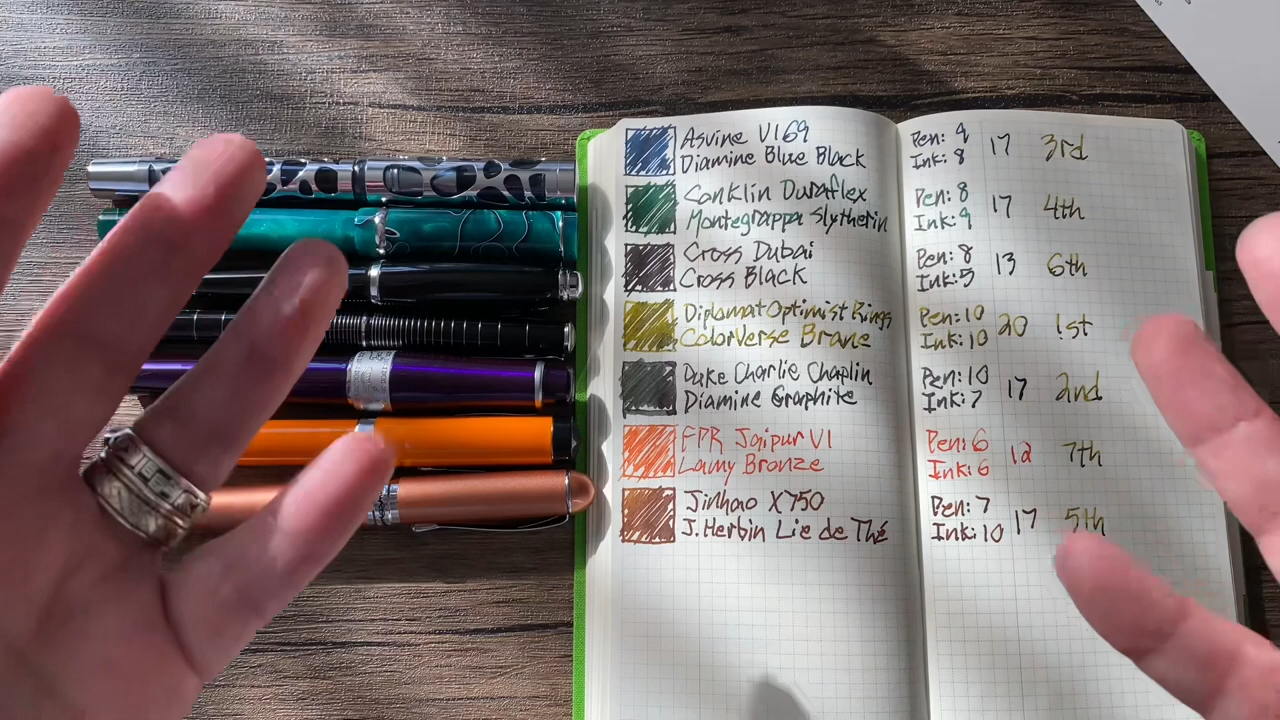 Asvine V169
Diamine Blue Black
Conklin Duraflex
Montegrappa Slytherin
Cross Dubai
Cross Black
Diplomat Optimist Rings
ColorVerse Brane
Duke Charlie Chaplin
Diamine Graphite
FPR Jaipur V1
Lamy Bronze
Jinhao X750
J.Herbin Lie de Thé
Pen: 9
Ink: 8
17 3rd
Pen: 8
Ink: 9
17 4th
Pen: 8
Ink: 5
13 6th
Pen: 10
Ink: 10
20 1st
Pen: 10
Ink: 7
17 2nd
Pen: 6
Ink: 6
12 7th
Pen: 7
Ink: 10
17 5th